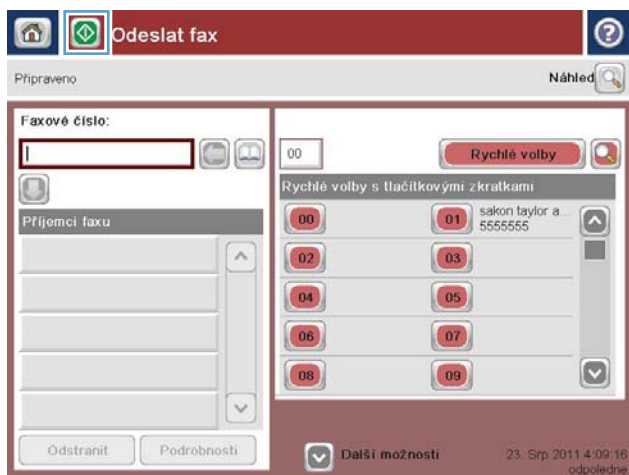 Odeslat fax
Připraveno
Náhled
Faxové číslo:
Příjemci faxu
Odstranit
Podrobnosti
00
Rychlé volby
Rychlé volby s tlačítkovými zkratkami
00
01
sakon taylor a...
5555555
02
03
04
05
06
07
08
09
Další možnosti
23. Srp 2011 4:09:16
odpoledne